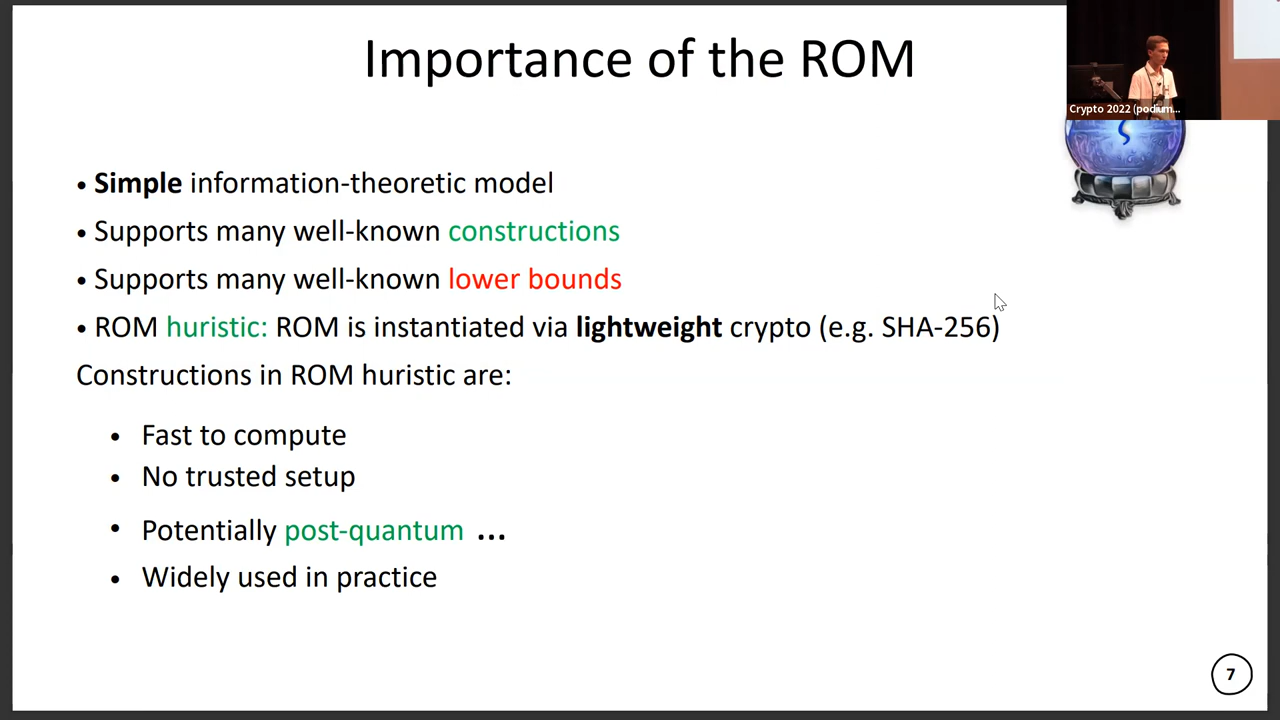 Importance of the ROM
Crypto 2022 (podium...
• Simple information-theoretic model
• Supports many well-known constructions
• Supports many well-known lower bounds
• ROM huristic: ROM is instantiated via lightweight crypto (e.g. SHA-256)
Constructions in ROM huristic are:
• Fast to compute
• No trusted setup
• Potentially post-quantum ...
• Widely used in practice
7